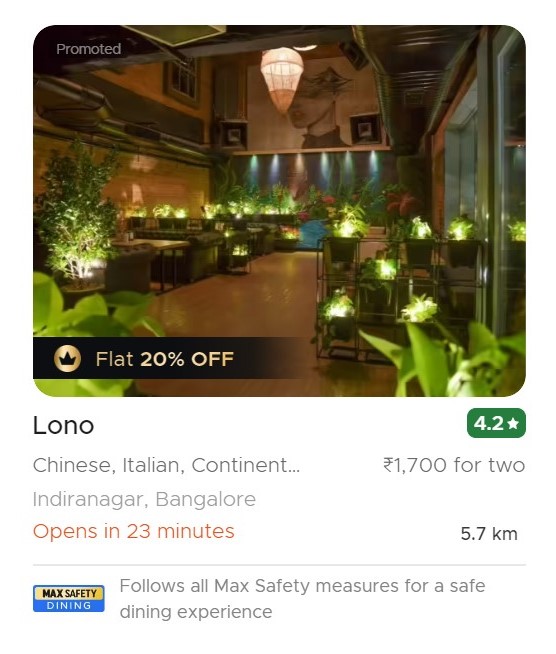 Promoted
Flat 20% OFF
Lono
4.2★
Chinese, Italian, Continent...
₹1,700 for two
Indiranagar, Bangalore
Opens in 23 minutes
5.7 km
MAX SAFETY
DINING
Follows all Max Safety measures for a safe
dining experience